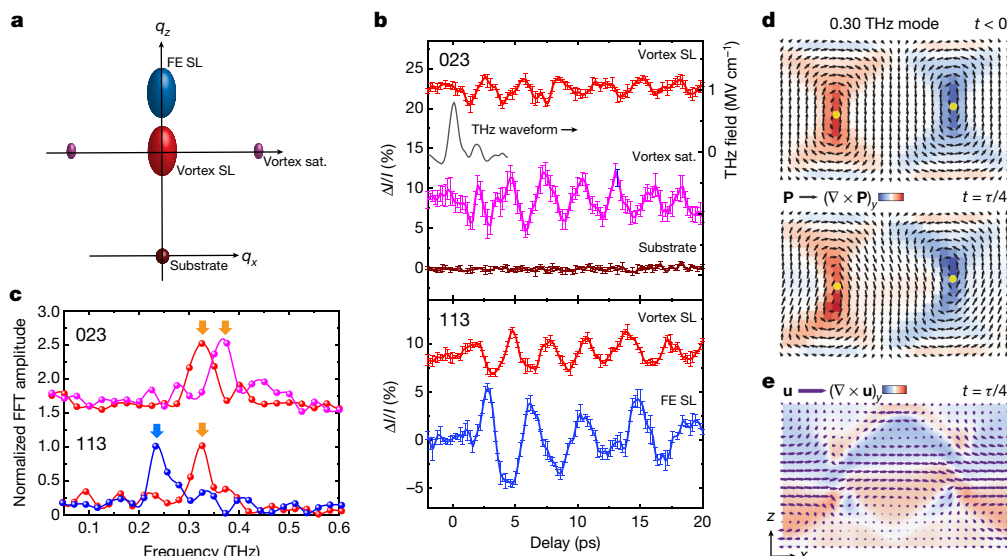 a
q_z
FE SL
Vortex sat.
Vortex SL
q_x
Substrate
b
023
Vortex SL
25
20
15
10
5
0
THz waveform →
1
0
THz field (MV cm⁻¹)
Vortex sat.
Substrate
ΔI/I (%)
113
Vortex SL
10
FE SL
5
0
−5
ΔI/I (%)
0
5
10
15
20
Delay (ps)
c
3.0
2.5
2.0
1.5
1.0
0.5
0
Normalized FFT amplitude
023
113
0.1
0.2
0.3
0.4
0.5
0.6
Frequency (THz)
d
0.30 THz mode
t < 0
P → (∇ × P)_y
t = τ/4
e
u → (∇ × u)_y
t = τ/4
z